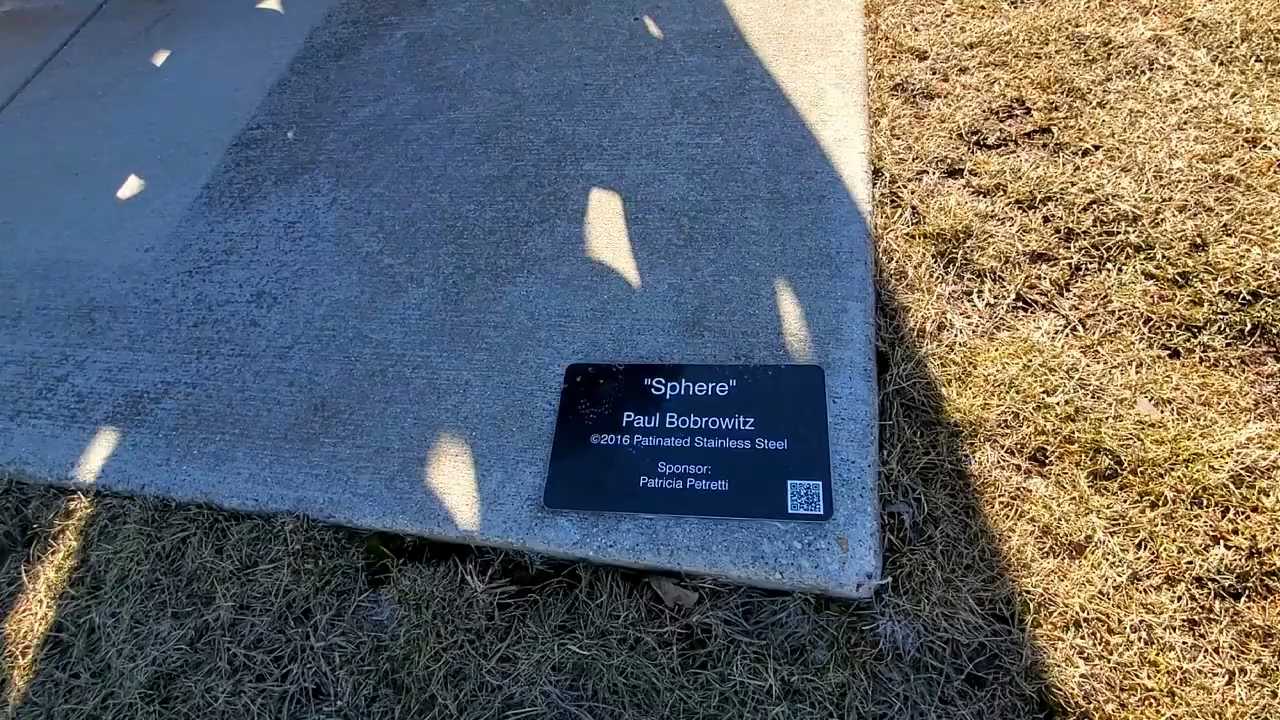 "Sphere"
Paul Bobrowitz
©2016 Patinated Stainless Steel
Sponsor:
Patricia Petretti